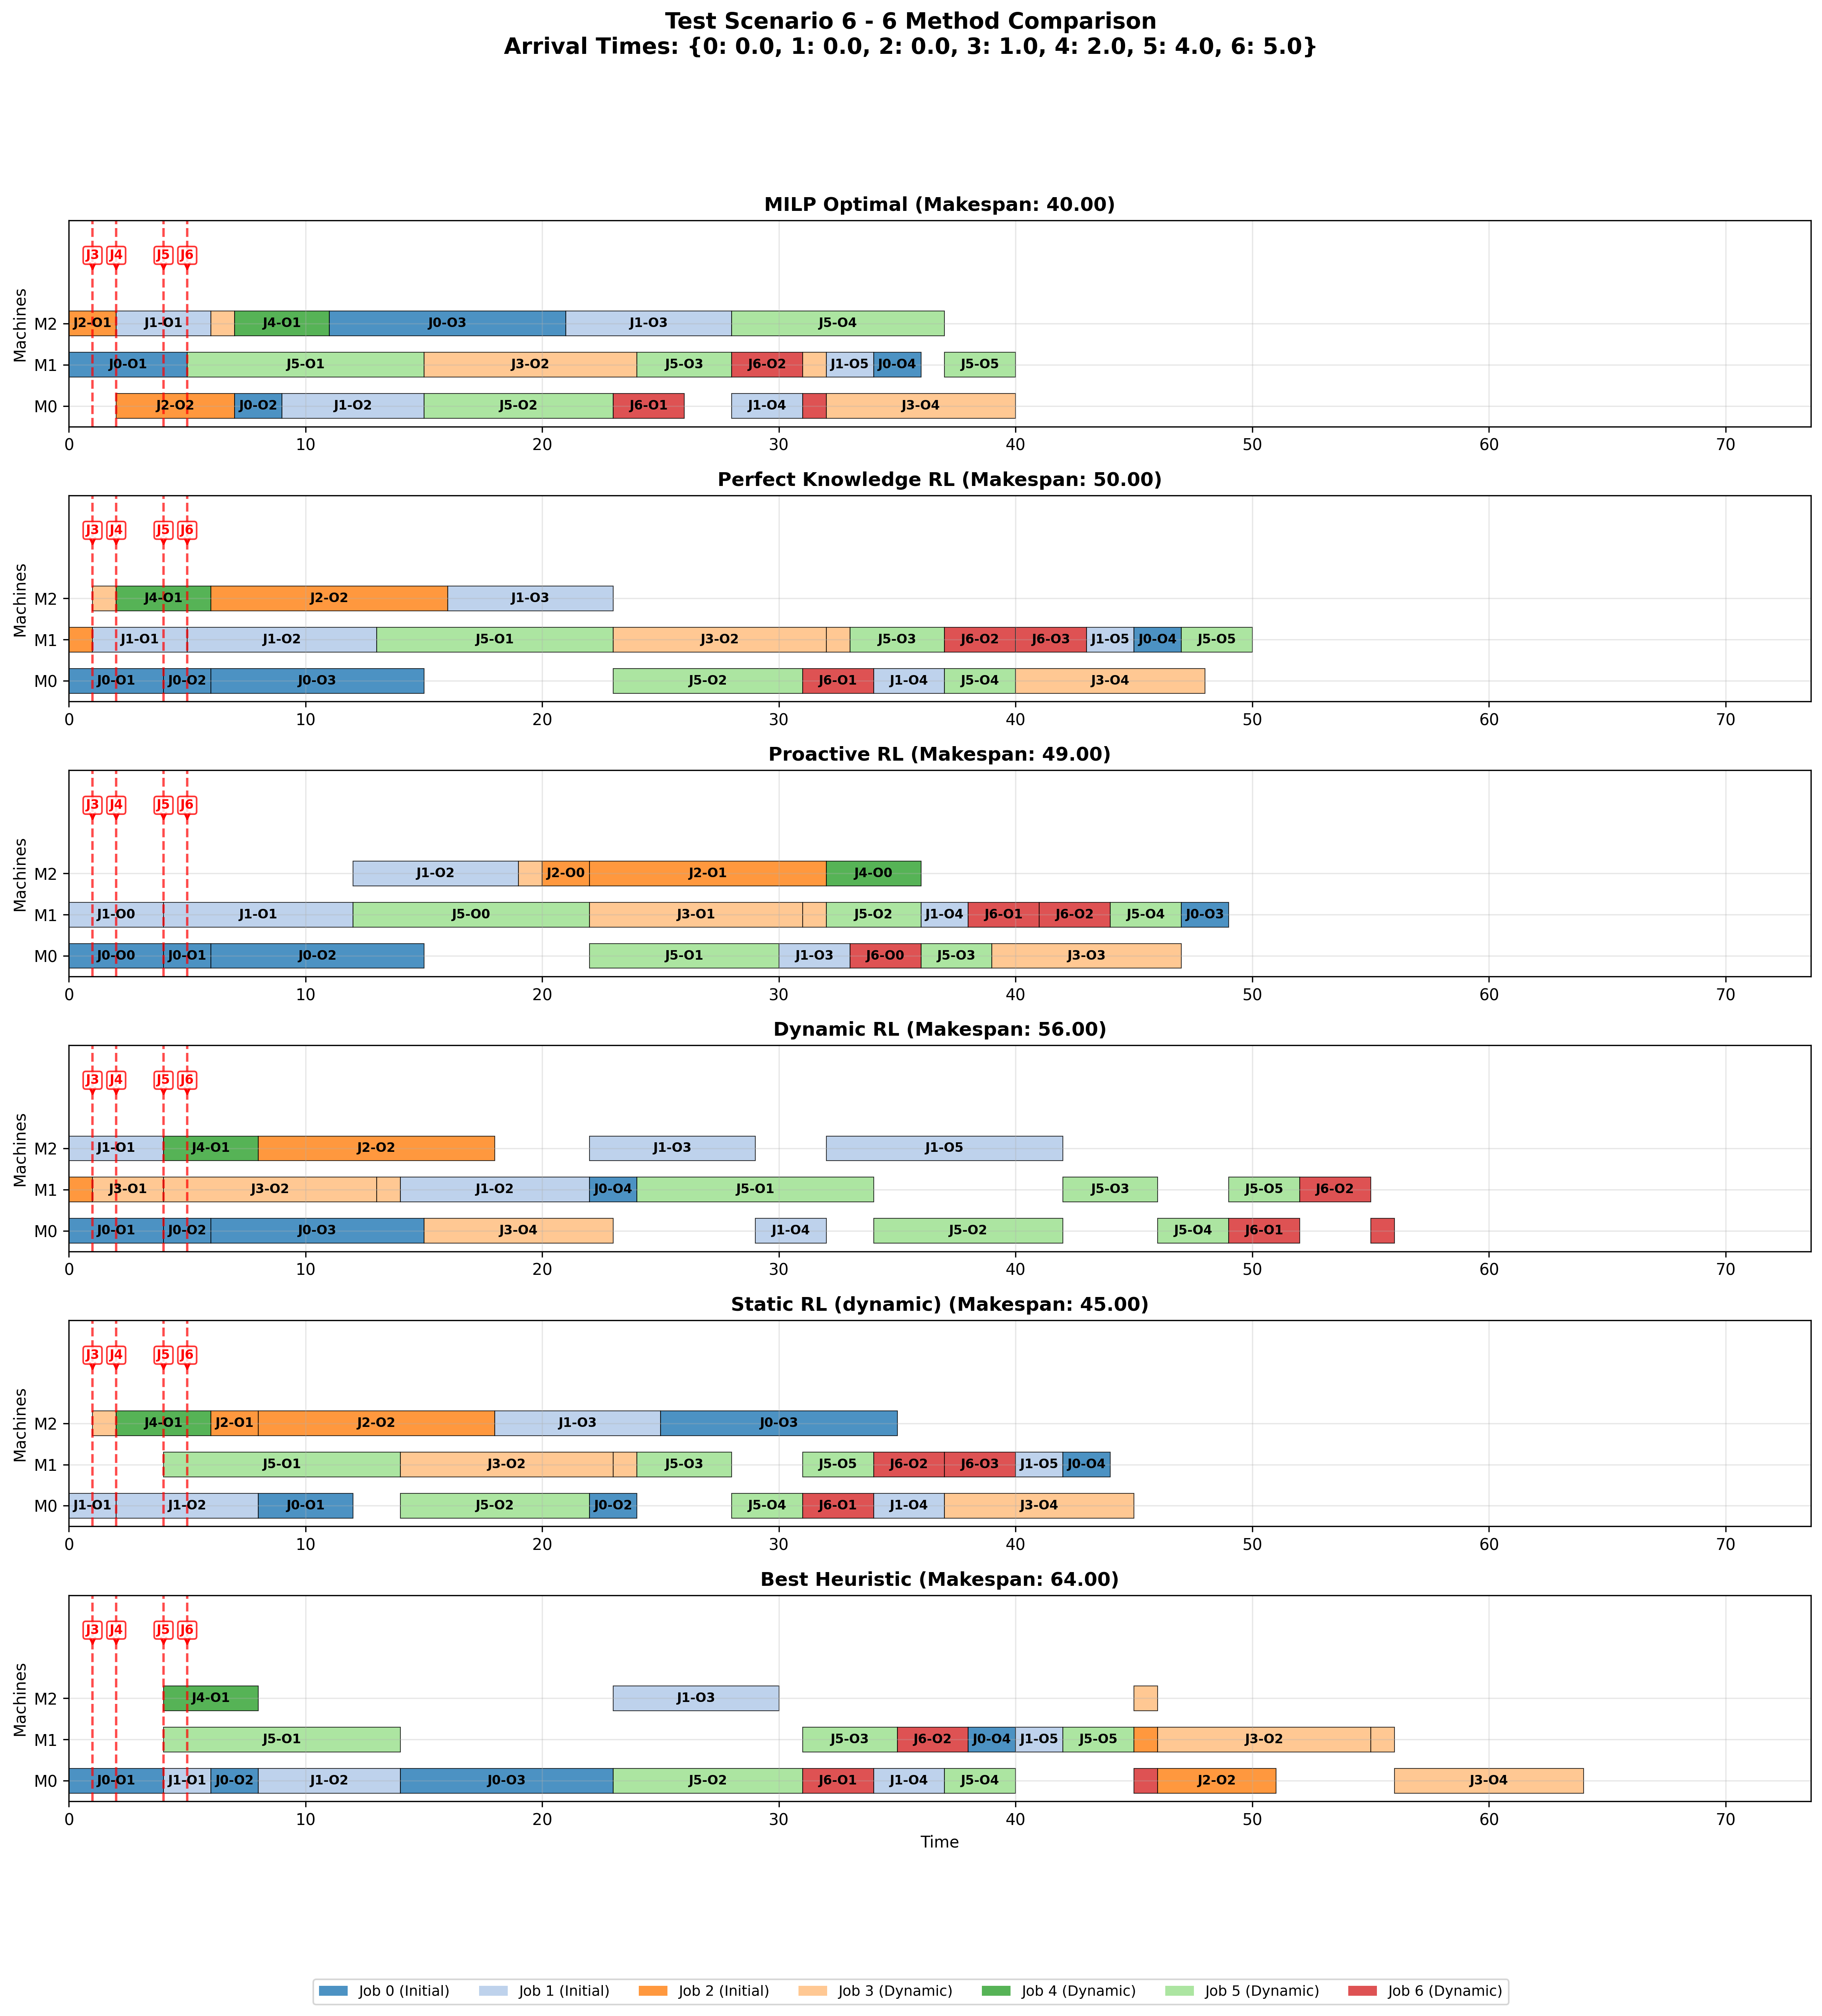 Test Scenario 6 - 6 Method Comparison
Arrival Times: {0: 0.0, 1: 0.0, 2: 0.0, 3: 1.0, 4: 2.0, 5: 4.0, 6: 5.0}
MILP Optimal (Makespan: 40.00)
J3 J4 J5 J6
Machines
M2 J2-O1 J1-O1 J4-O1 J0-O3 J1-O3 J5-O4
M1 J0-O1 J5-O1 J3-O2 J5-O3 J6-O2 J1-O5 J0-O4 J5-O5
M0 J2-O2 J0-O2 J1-O2 J5-O2 J6-O1 J1-O4 J3-O4
0 10 20 30 40 50 60 70
Perfect Knowledge RL (Makespan: 50.00)
J3 J4 J5 J6
Machines
M2 J4-O1 J2-O2 J1-O3
M1 J1-O1 J1-O2 J5-O1 J3-O2 J5-O3 J6-O2 J6-O3 J1-O5 J0-O4 J5-O5
M0 J0-O1 J0-O2 J0-O3 J5-O2 J6-O1 J1-O4 J5-O4 J3-O4
0 10 20 30 40 50 60 70
Proactive RL (Makespan: 49.00)
J3 J4 J5 J6
Machines
M2 J1-O2 J2-O0 J2-O1 J4-O0
M1 J1-O0 J1-O1 J5-O0 J3-O1 J5-O2 J1-O4 J6-O1 J6-O2 J5-O4 J0-O3
M0 J0-O0 J0-O1 J0-O2 J5-O1 J1-O3 J6-O0 J5-O3 J3-O3
0 10 20 30 40 50 60 70
Dynamic RL (Makespan: 56.00)
J3 J4 J5 J6
Machines
M2 J1-O1 J4-O1 J2-O2 J1-O3 J1-O5
M1 J3-O1 J3-O2 J1-O2 J0-O4 J5-O1 J5-O3 J5-O5 J6-O2
M0 J0-O1 J0-O2 J0-O3 J3-O4 J1-O4 J5-O2 J5-O4 J6-O1
0 10 20 30 40 50 60 70
Static RL (dynamic) (Makespan: 45.00)
J3 J4 J5 J6
Machines
M2 J4-O1 J2-O1 J2-O2 J1-O3 J0-O3
M1 J5-O1 J3-O2 J5-O3 J5-O5 J6-O2 J6-O3 J1-O5 J0-O4
M0 J1-O1 J1-O2 J0-O1 J5-O2 J0-O2 J5-O4 J6-O1 J1-O4 J3-O4
0 10 20 30 40 50 60 70
Best Heuristic (Makespan: 64.00)
J3 J4 J5 J6
Machines
M2 J4-O1 J1-O3
M1 J5-O1 J5-O3 J6-O2 J0-O4 J1-O5 J5-O5 J3-O2
M0 J0-O1 J1-O1 J0-O2 J1-O2 J0-O3 J5-O2 J6-O1 J1-O4 J5-O4 J2-O2 J3-O4
0 10 20 30 40 50 60 70
Time
Job 0 (Initial) Job 1 (Initial) Job 2 (Initial) Job 3 (Dynamic) Job 4 (Dynamic) Job 5 (Dynamic) Job 6 (Dynamic)